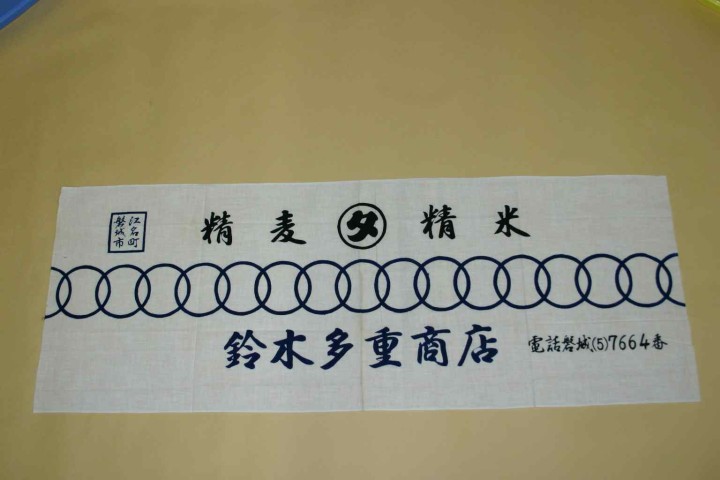 磐城市
江名町
精麦 タ 精米
鈴木多重商店
電話磐城(5)7664番